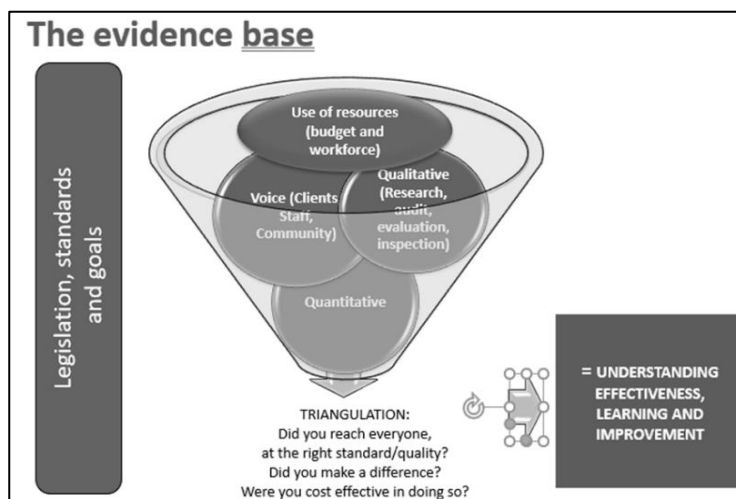 The evidence base
Legislation, standards
and goals
Use of resources
(budget and
workforce)
Voice (Clients
Staff,
Community)
Qualitative
(Research,
audit,
evaluation,
inspection)
Quantitative
TRIANGULATION:
Did you reach everyone,
at the right standard/quality?
Did you make a difference?
Were you cost effective in doing so?
= UNDERSTANDING
EFFECTIVENESS,
LEARNING AND
IMPROVEMENT